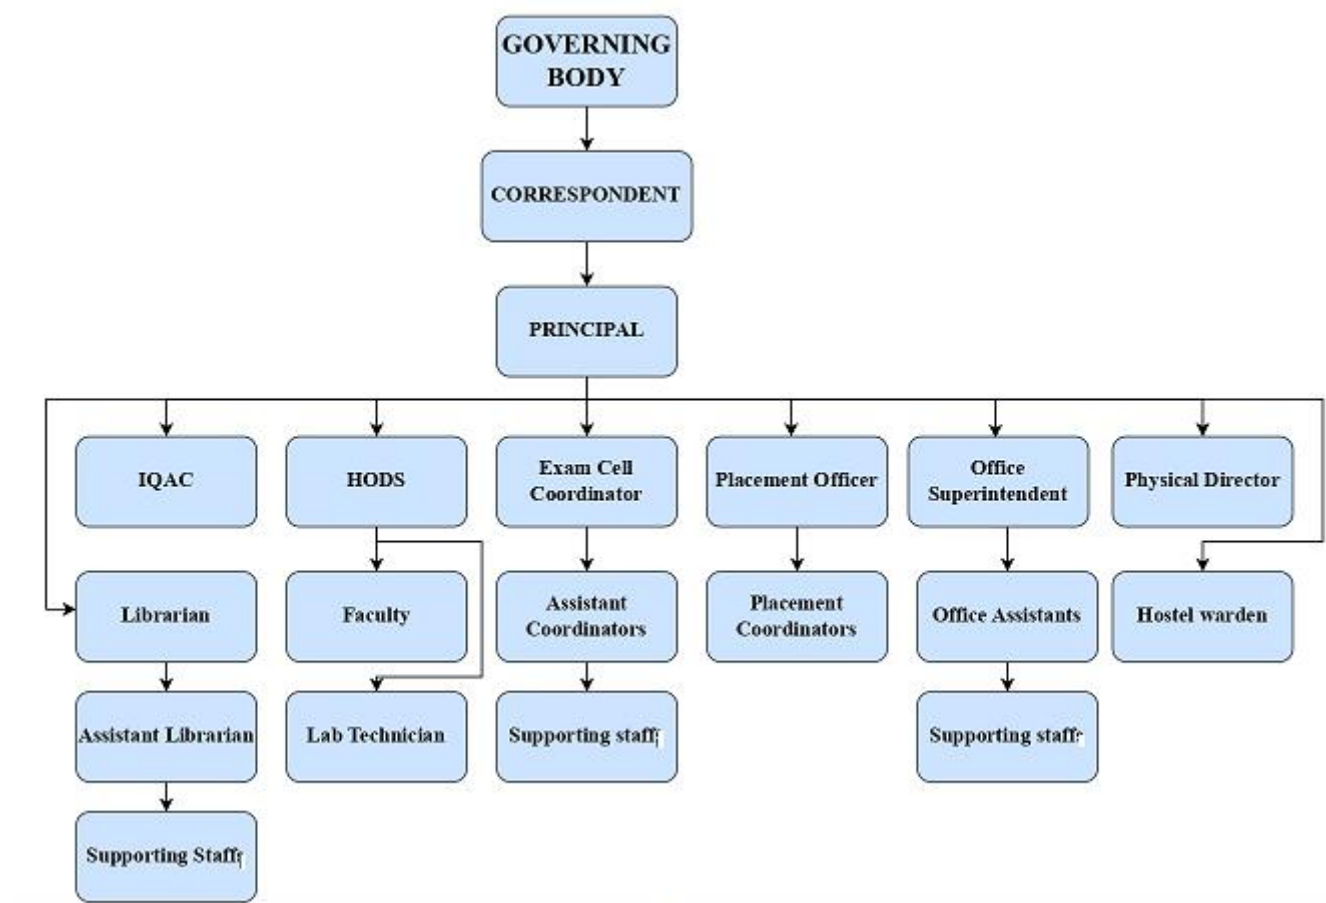 GOVERNING
BODY
CORRESPONDENT
PRINCIPAL
IQAC
HODS
Exam Cell
Coordinator
Placement Officer
Office
Superintendent
Physical Director
Librarian
Faculty
Assistant
Coordinators
Placement
Coordinators
Office Assistants
Hostel warden
Assistant Librarian
Lab Technician
Supporting staff
Supporting staff
Supporting Staff